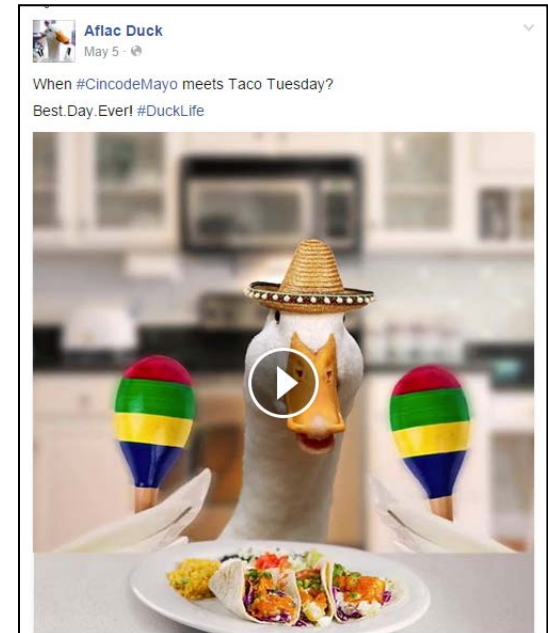 Aflac Duck
May 5 ·
When #CincodeMayo meets Taco Tuesday?
Best.Day.Ever! #DuckLife